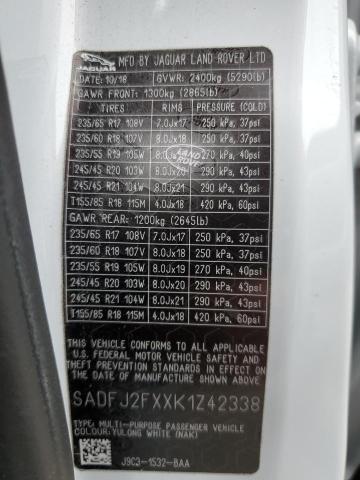 JAGUAR
MFD BY JAGUAR LAND ROVER LTD
DATE: 10/18 GVWR: 2400kg (5290lb)
GAWR FRONT: 1300kg (2865lb)
TIRES RIMS PRESSURE (COLD)
235/65 R17 108V 7.0Jx17 250 kPa, 37psi
235/60 R18 107V 8.0Jx18 250 kPa, 37psi
235/55 R19 105W 8.0Jx19 270 kPa, 40psi
245/45 R20 103W 8.0Jx20 290 kPa, 43psi
245/45 R21 104W 8.0Jx21 290 kPa, 43psi
T155/85 R18 115M 4.0Jx18 420 kPa, 60psi
GAWR REAR: 1200kg (2645lb)
235/65 R17 108V 7.0Jx17 250 kPa, 37psi
235/60 R18 107V 8.0Jx18 250 kPa, 37psi
235/55 R19 105W 8.0Jx19 270 kPa, 40psi
245/45 R20 103W 8.0Jx20 290 kPa, 43psi
245/45 R21 104W 8.0Jx21 290 kPa, 43psi
T155/85 R18 115M 4.0Jx18 420 kPa, 60psi
THIS VEHICLE CONFORMS TO ALL APPLICABLE
U.S. FEDERAL MOTOR VEHICLE SAFETY, BUMPER AND
THEFT PREVENTION STANDARDS IN EFFECT ON THE
DATE OF MANUFACTURE SHOWN ABOVE
SADFJ2FXXK1Z42338
TYPE: MULTI-PURPOSE PASSENGER VEHICLE
COLOUR: YULONG WHITE (NAK)
J9C3-1532-BAA
LAND ROVER